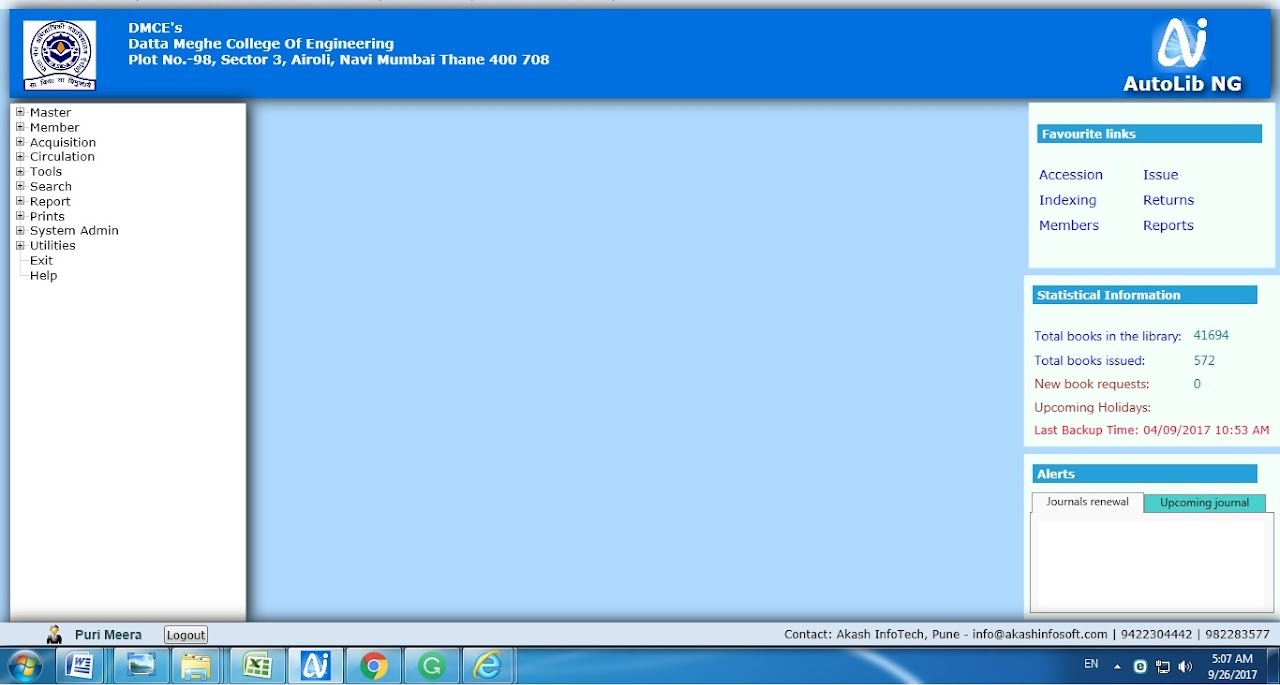 DMCE's
Datta Meghe College Of Engineering
Plot No.-98, Sector 3, Airoli, Navi Mumbai Thane 400 708
AutoLib NG
Master
Member
Acquisition
Circulation
Tools
Search
Report
Prints
System Admin
Utilities
Exit
Help
Favourite links
Accession Issue
Indexing Returns
Members Reports
Statistical Information
Total books in the library: 41694
Total books issued: 572
New book requests: 0
Upcoming Holidays:
Last Backup Time: 04/09/2017 10:53 AM
Alerts
Journals renewal Upcoming journal
Puri Meera Logout Contact: Akash InfoTech, Pune - info@akashinfosoft.com | 9422304442 | 982283577
EN 5:07 AM
9/26/2017